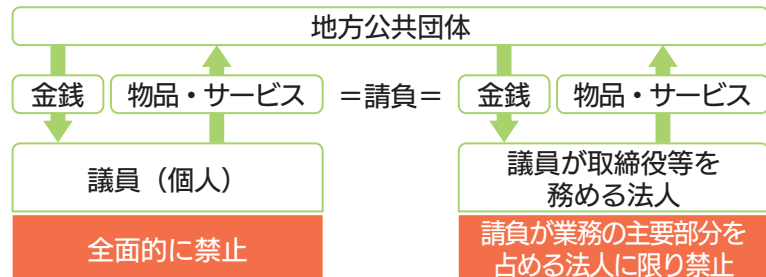 地方公共団体
金銭
物品・サービス
＝請負＝
金銭
物品・サービス
議員（個人）
議員が取締役等を
務める法人
全面的に禁止
請負が業務の主要部分を
占める法人に限り禁止